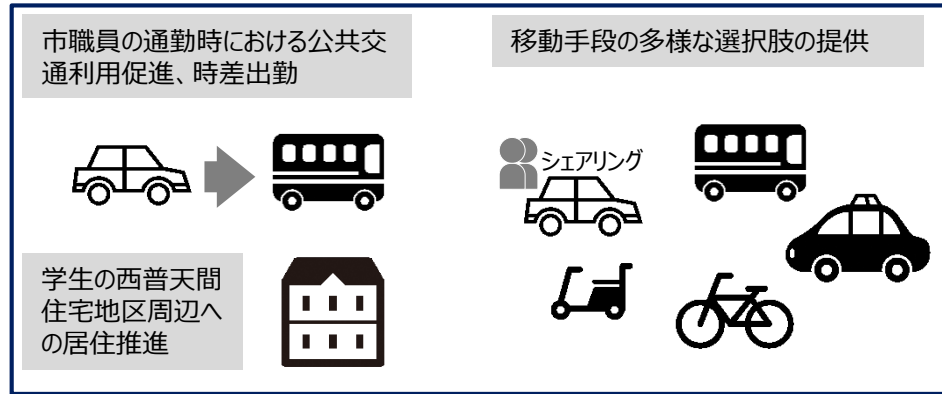 市職員の通勤時における公共交
通利用促進、時差出勤
移動手段の多様な選択肢の提供
シェアリング
学生の西普天間
住宅地区周辺へ
の居住推進